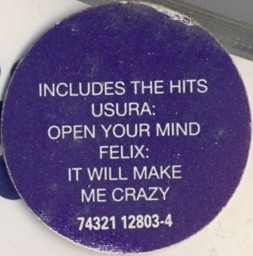 INCLUDES THE HITS
USURA:
OPEN YOUR MIND
FELIX:
IT WILL MAKE
ME CRAZY
74321 12803-4